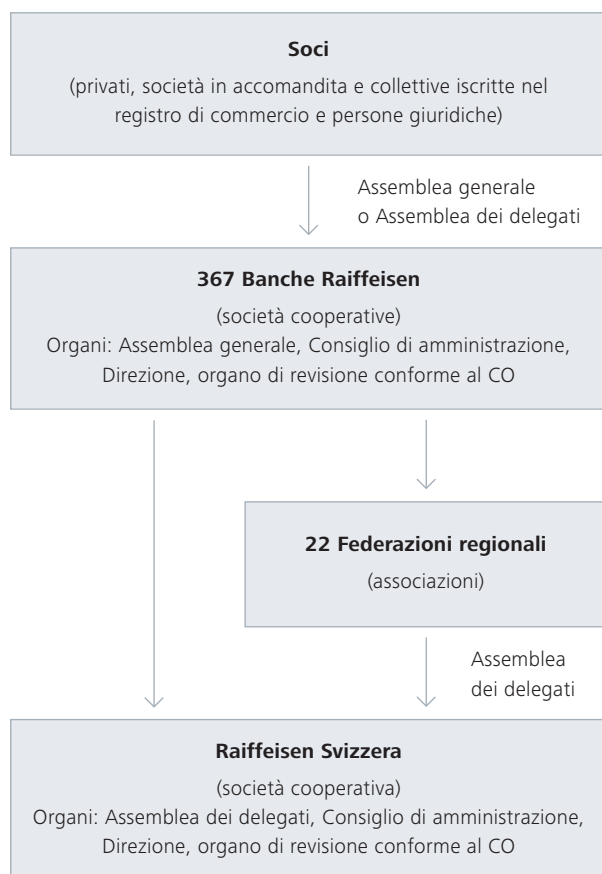 Soci
(privati, società in accomandita e collettive iscritte nel
registro di commercio e persone giuridiche)
Assemblea generale
o Assemblea dei delegati
367 Banche Raiffeisen
(società cooperative)
Organi: Assemblea generale, Consiglio di amministrazione,
Direzione, organo di revisione conforme al CO
22 Federazioni regionali
(associazioni)
Assemblea
dei delegati
Raiffeisen Svizzera
(società cooperativa)
Organi: Assemblea dei delegati, Consiglio di amministrazione,
Direzione, organo di revisione conforme al CO